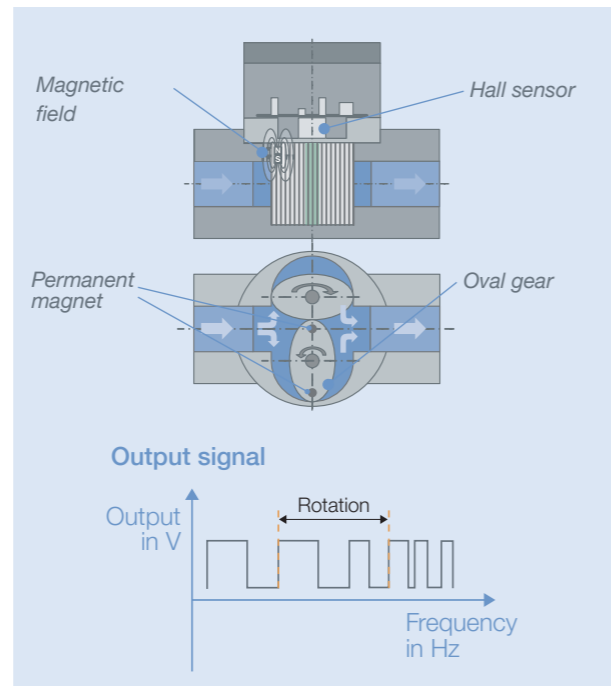 Magnetic
field
Hall sensor
N
S
Permanent
magnet
Oval gear
Output signal
Output
in V
Rotation
Frequency
in Hz